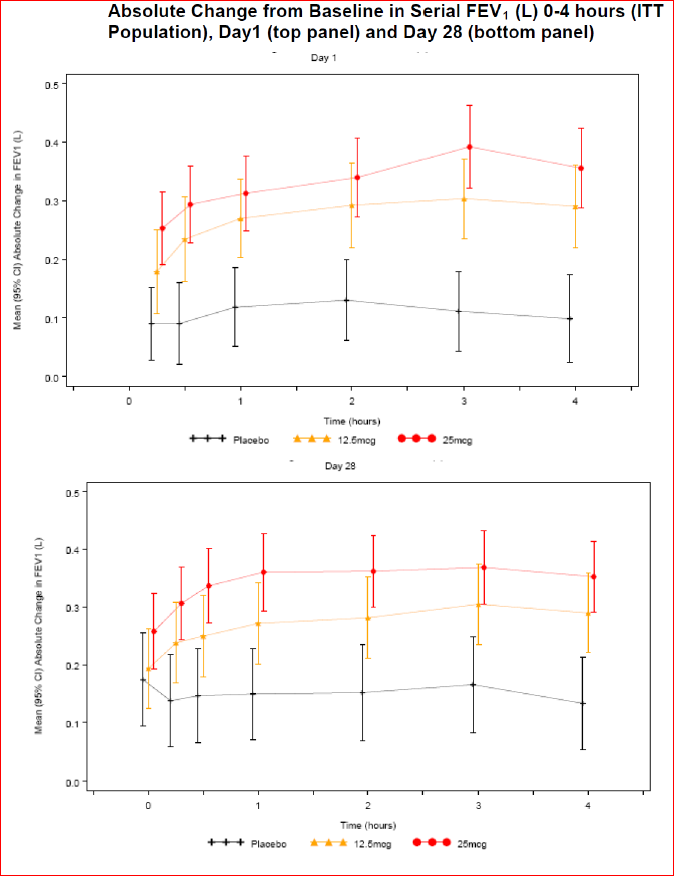 Absolute Change from Baseline in Serial FEV₁ (L) 0-4 hours (ITT
Population), Day1 (top panel) and Day 28 (bottom panel)
Day 1
Mean (95% CI) Absolute Change in FEV1 (L)
0.5
0.4
0.3
0.2
0.1
0.0
0 1 2 3 4
Time (hours)
Placebo 12.5mcg 25mcg
Day 28
Mean (95% CI) Absolute Change in FEV1 (L)
0.5
0.4
0.3
0.2
0.1
0.0
0 1 2 3 4
Time (hours)
Placebo 12.5mcg 25mcg